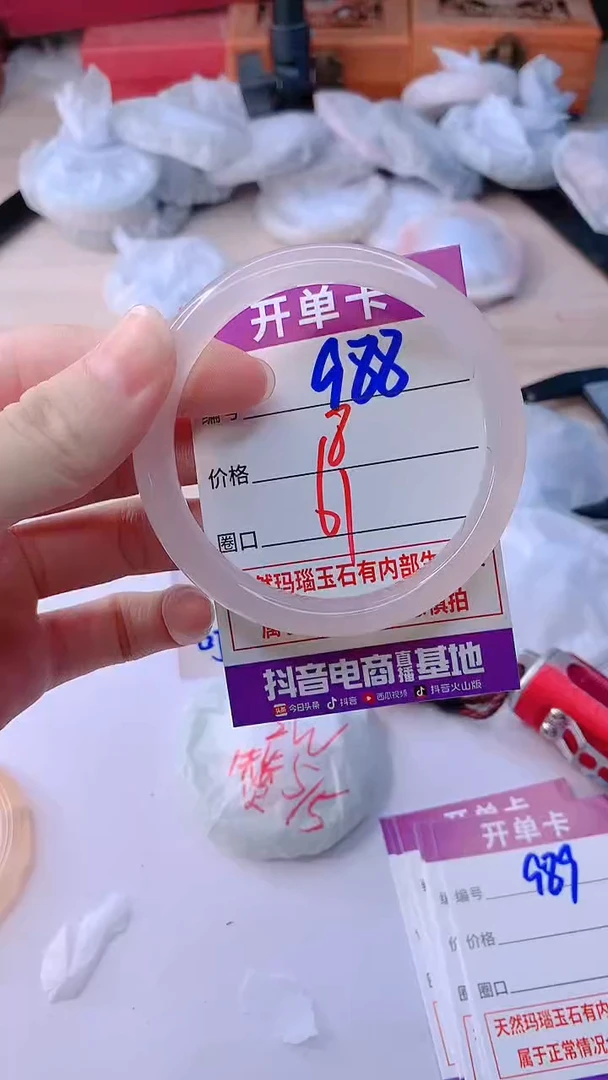 开单卡
编号 988
价格
圈口 61
然玛瑙玉石有内部
抖音电商直播基地
今日头条 抖音 西瓜视频 抖音火山版
开单卡
开单卡
编号 989
价格
圈口
天然玛瑙玉石有内
属于正常情况